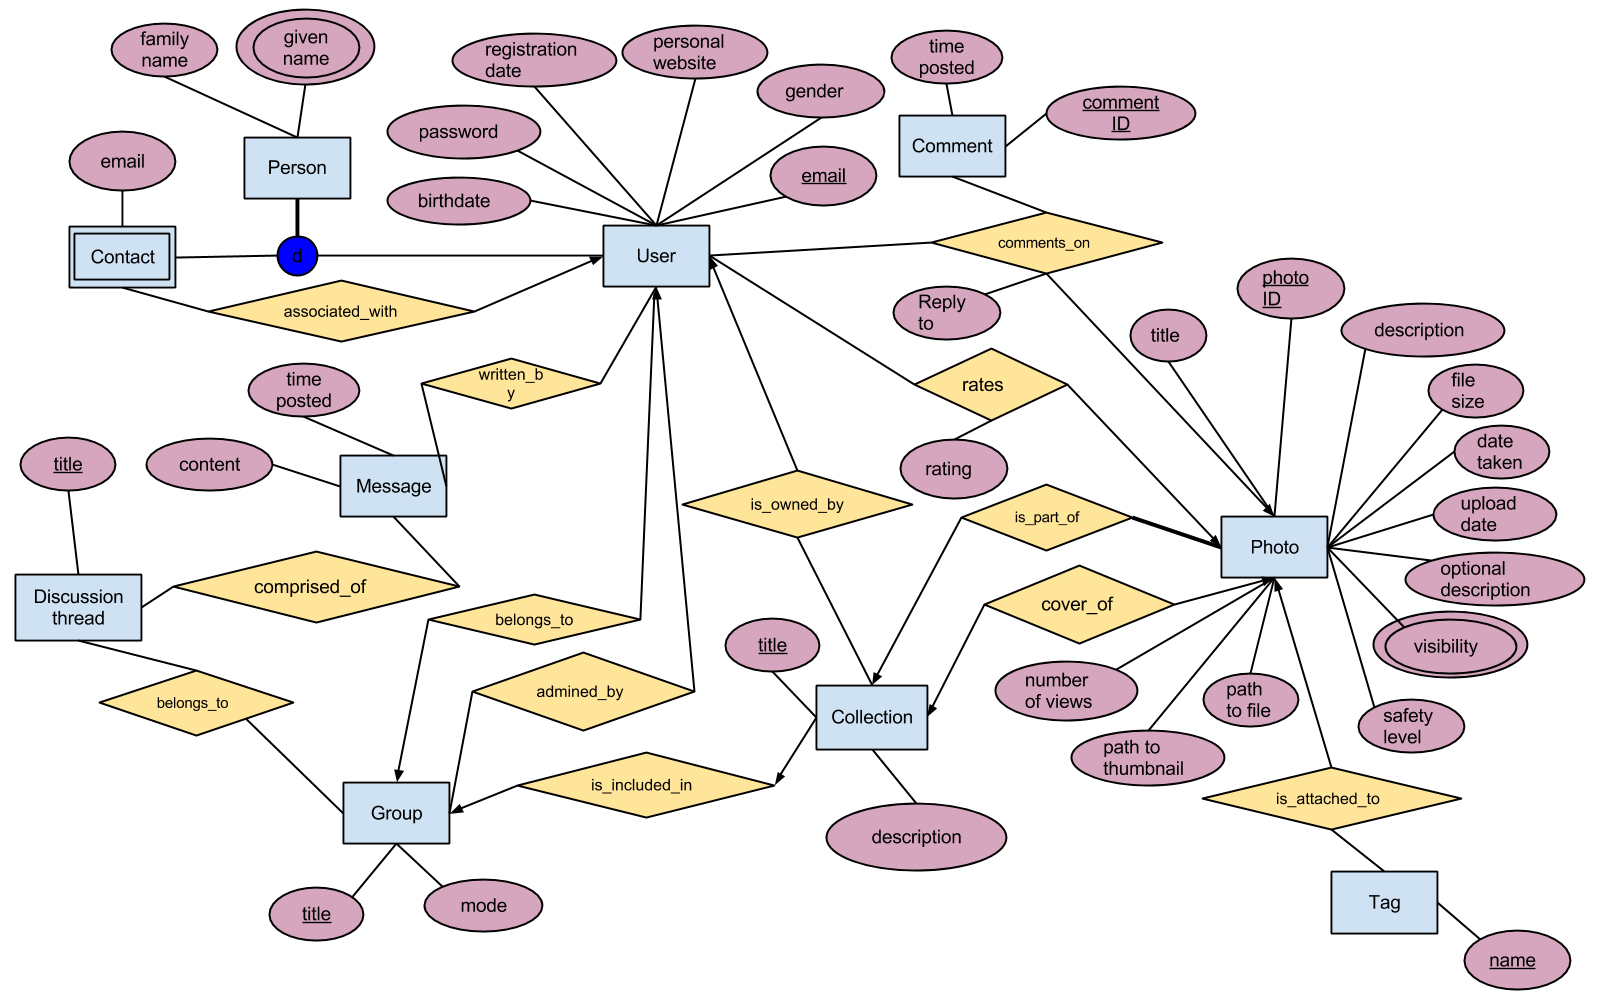 family
name
given
name
registration
date
personal
website
gender
time
posted
comment
ID
password
email
Person
Comment
email
birthdate
Contact
d
User
comments_on
associated_with
Reply
to
photo
ID
title
description
written_b
y
rates
time
posted
file
size
title
content
Message
rating
date
taken
is_owned_by
is_part_of
upload
date
Photo
Discussion
thread
comprised_of
optional
description
belongs_to
cover_of
title
visibility
belongs_to
admined_by
number
of views
path
to file
Collection
safety
level
path to
thumbnail
is_included_in
is_attached_to
Group
description
title
mode
Tag
name